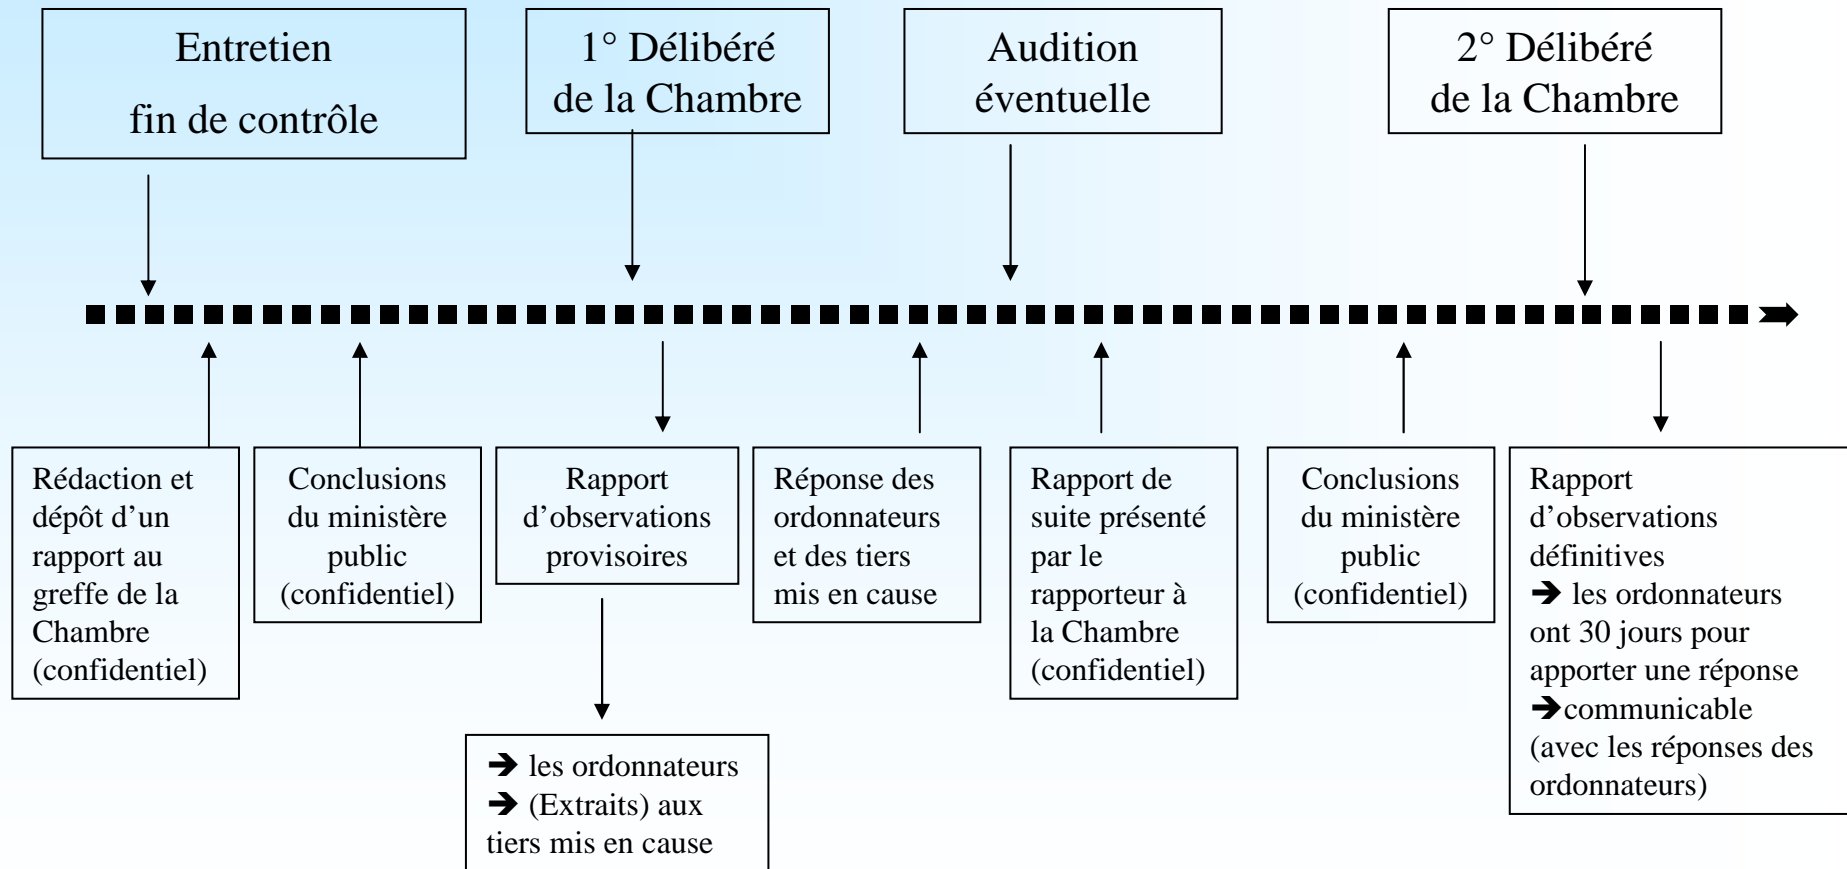 Entretien
fin de contrôle
1° Délibéré
de la Chambre
Audition
éventuelle
2° Délibéré
de la Chambre
Rédaction et
dépôt d’un
rapport au
greffe de la
Chambre
(confidentiel)
Conclusions
du ministère
public
(confidentiel)
Rapport
d’observations
provisoires
➔ les ordonnateurs
➔ (Extraits) aux
tiers mis en cause
Réponse des
ordonnateurs
et des tiers
mis en cause
Rapport de
suite présenté
par le
rapporteur à
la Chambre
(confidentiel)
Conclusions
du ministère
public
(confidentiel)
Rapport
d’observations
définitives
➔ les ordonnateurs
ont 30 jours pour
apporter une réponse
➔communicable
(avec les réponses des
ordonnateurs)